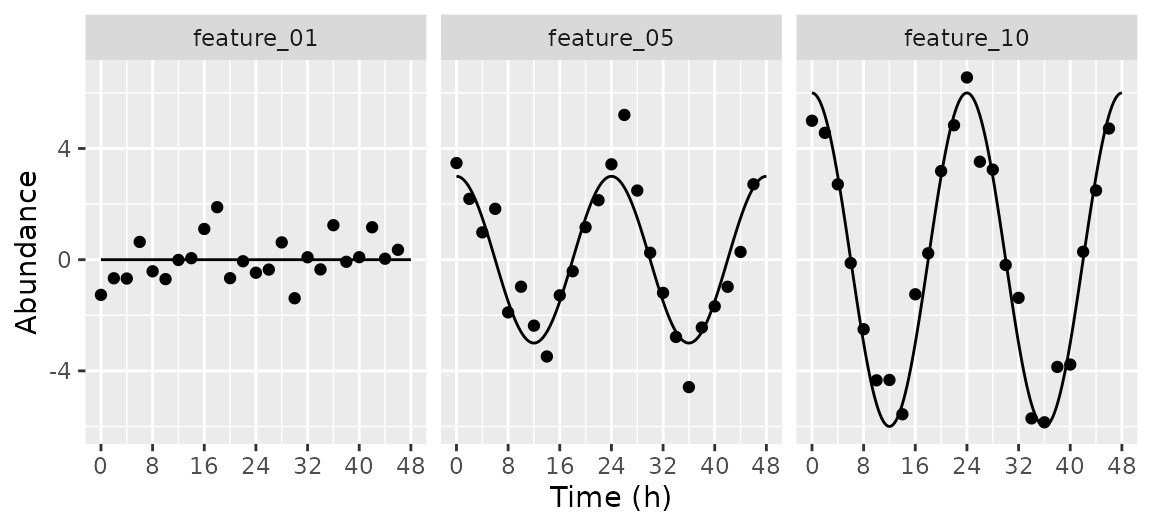 feature_01 feature_05 feature_10
Abundance
4
0
-4
0 8 16 24 32 40 48 0 8 16 24 32 40 48 0 8 16 24 32 40 48
Time (h)